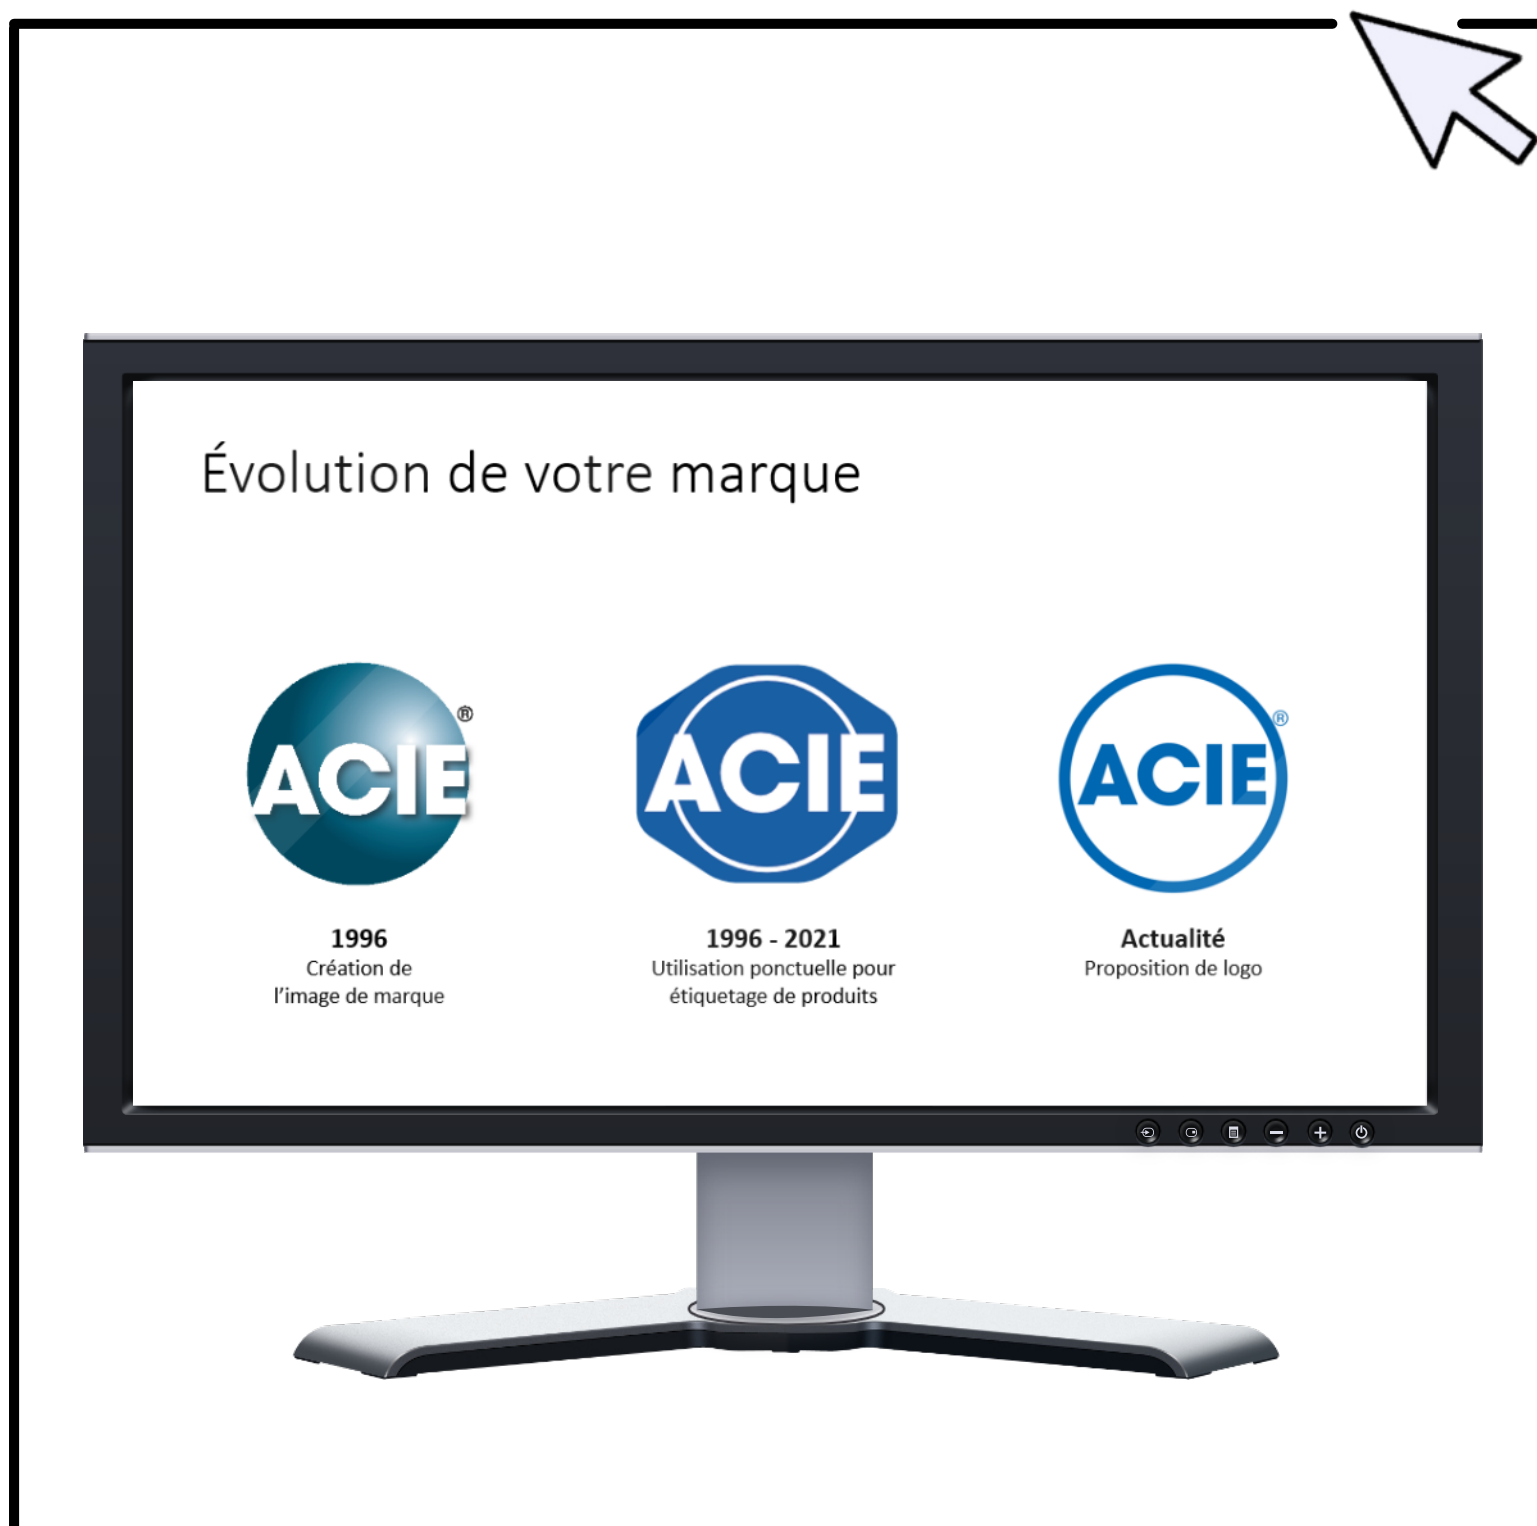 Évolution de votre marque
ACIE®
1996
Création de
l'image de marque
ACIE
1996 - 2021
Utilisation ponctuelle pour
étiquetage de produits
ACIE®
Actualité
Proposition de logo